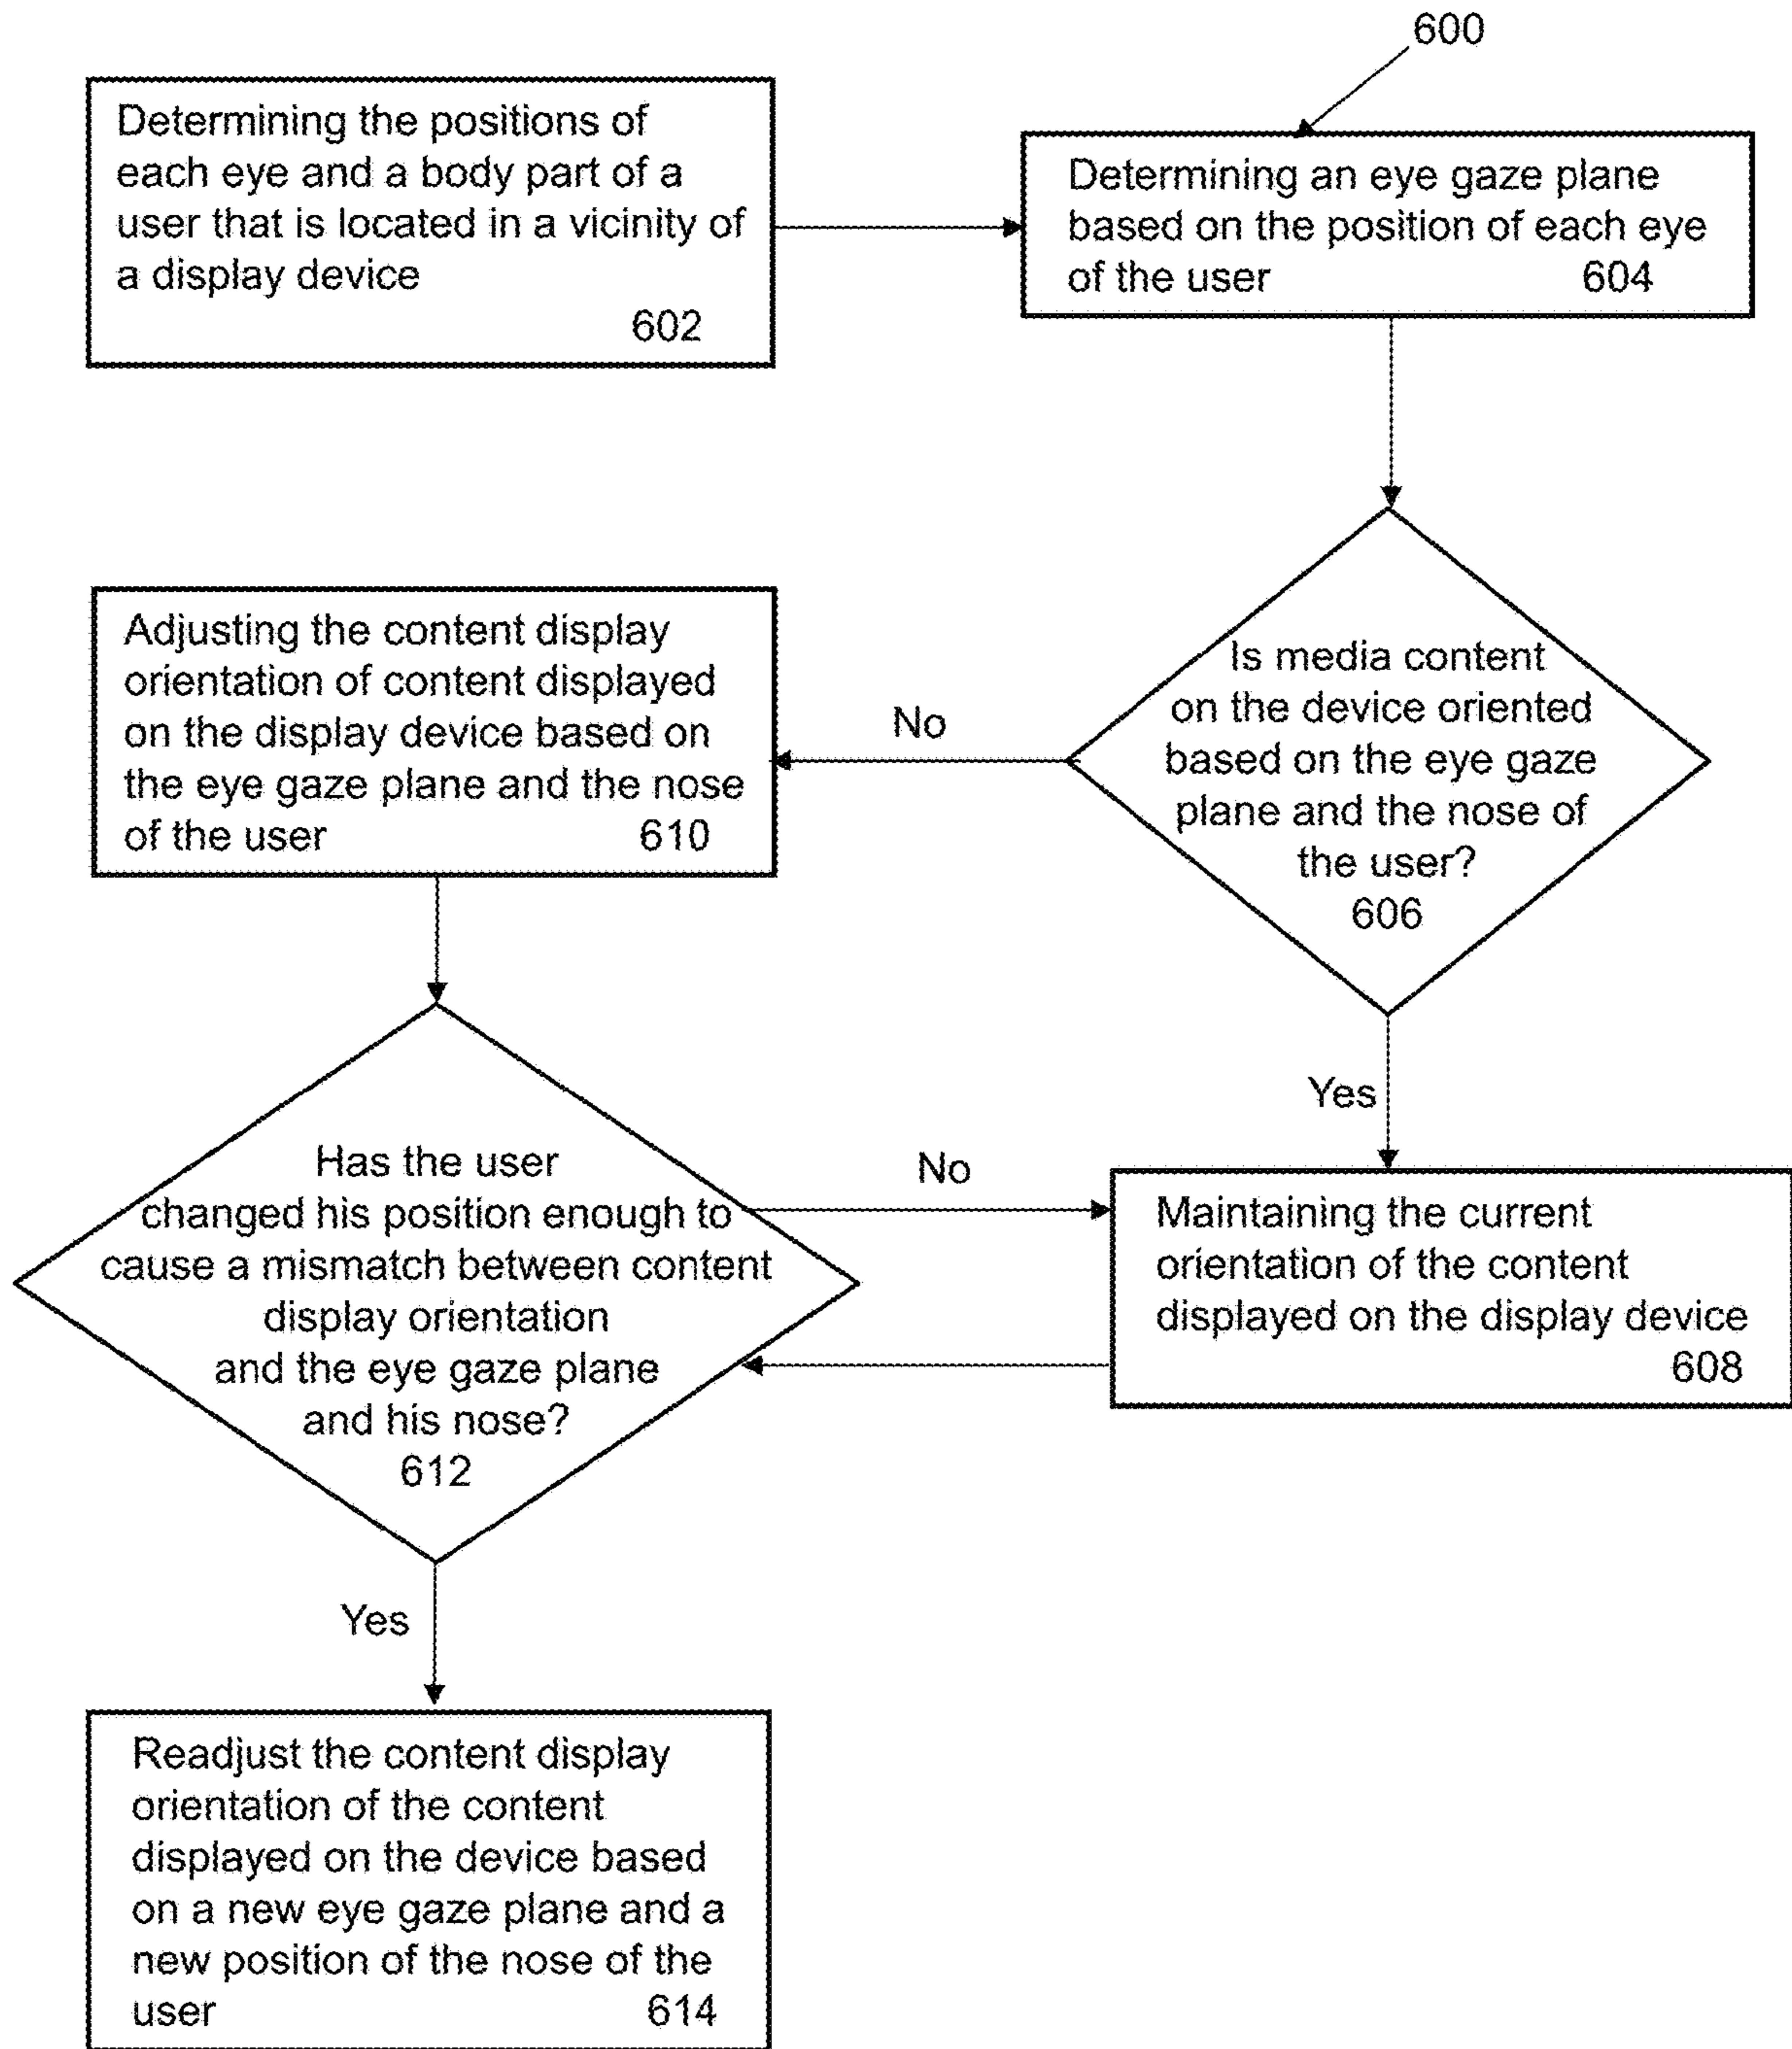 600
Determining the positions of
each eye and a body part of a
user that is located in a vicinity of
a display device
602
Determining an eye gaze plane
based on the position of each eye
of the user 604
Is media content
on the device oriented
based on the eye gaze
plane and the nose of
the user?
606
No
Adjusting the content display
orientation of content displayed
on the display device based on
the eye gaze plane and the nose
of the user 610
Yes
Maintaining the current
orientation of the content
displayed on the display device
608
Has the user
changed his position enough to
cause a mismatch between content
display orientation
and the eye gaze plane
and his nose?
612
No
Yes
Readjust the content display
orientation of the content
displayed on the device based
on a new eye gaze plane and a
new position of the nose of the
user 614